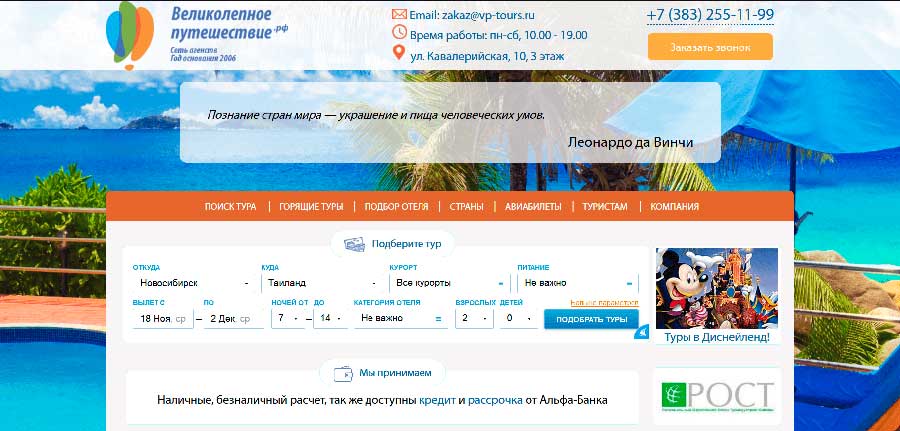 Великолепное
путешествие.рф
Сеть агенств
Год основания 2006
Email: zakaz@vp-tours.ru
Время работы: пн-сб, 10.00 - 19.00
ул. Кавалерийская, 10, 3 этаж
+7 (383) 255-11-99
Заказать звонок
Познание стран мира — украшение и пища человеческих умов.
Леонардо да Винчи
ПОИСК ТУРА | ГОРЯЩИЕ ТУРЫ | ПОДБОР ОТЕЛЯ | СТРАНЫ | АВИАБИЛЕТЫ | ТУРИСТАМ | КОМПАНИЯ
Подберите тур
ОТКУДА КУДА КУРОРТ ПИТАНИЕ
Новосибирск Таиланд Все курорты Не важно
Больше параметров
ВЫЛЕТ С ПО НОЧЕЙ ОТ ДО КАТЕГОРИЯ ОТЕЛЯ ВЗРОСЛЫХ ДЕТЕЙ
18 Ноя, ср — 2 Дек, ср 7 — 14 Не важно 2 0 ПОДОБРАТЬ ТУРЫ
Туры в Диснейленд!
Мы принимаем
Наличные, безналичный расчет, так же доступны кредит и рассрочка от Альфа-Банка
РОСТ